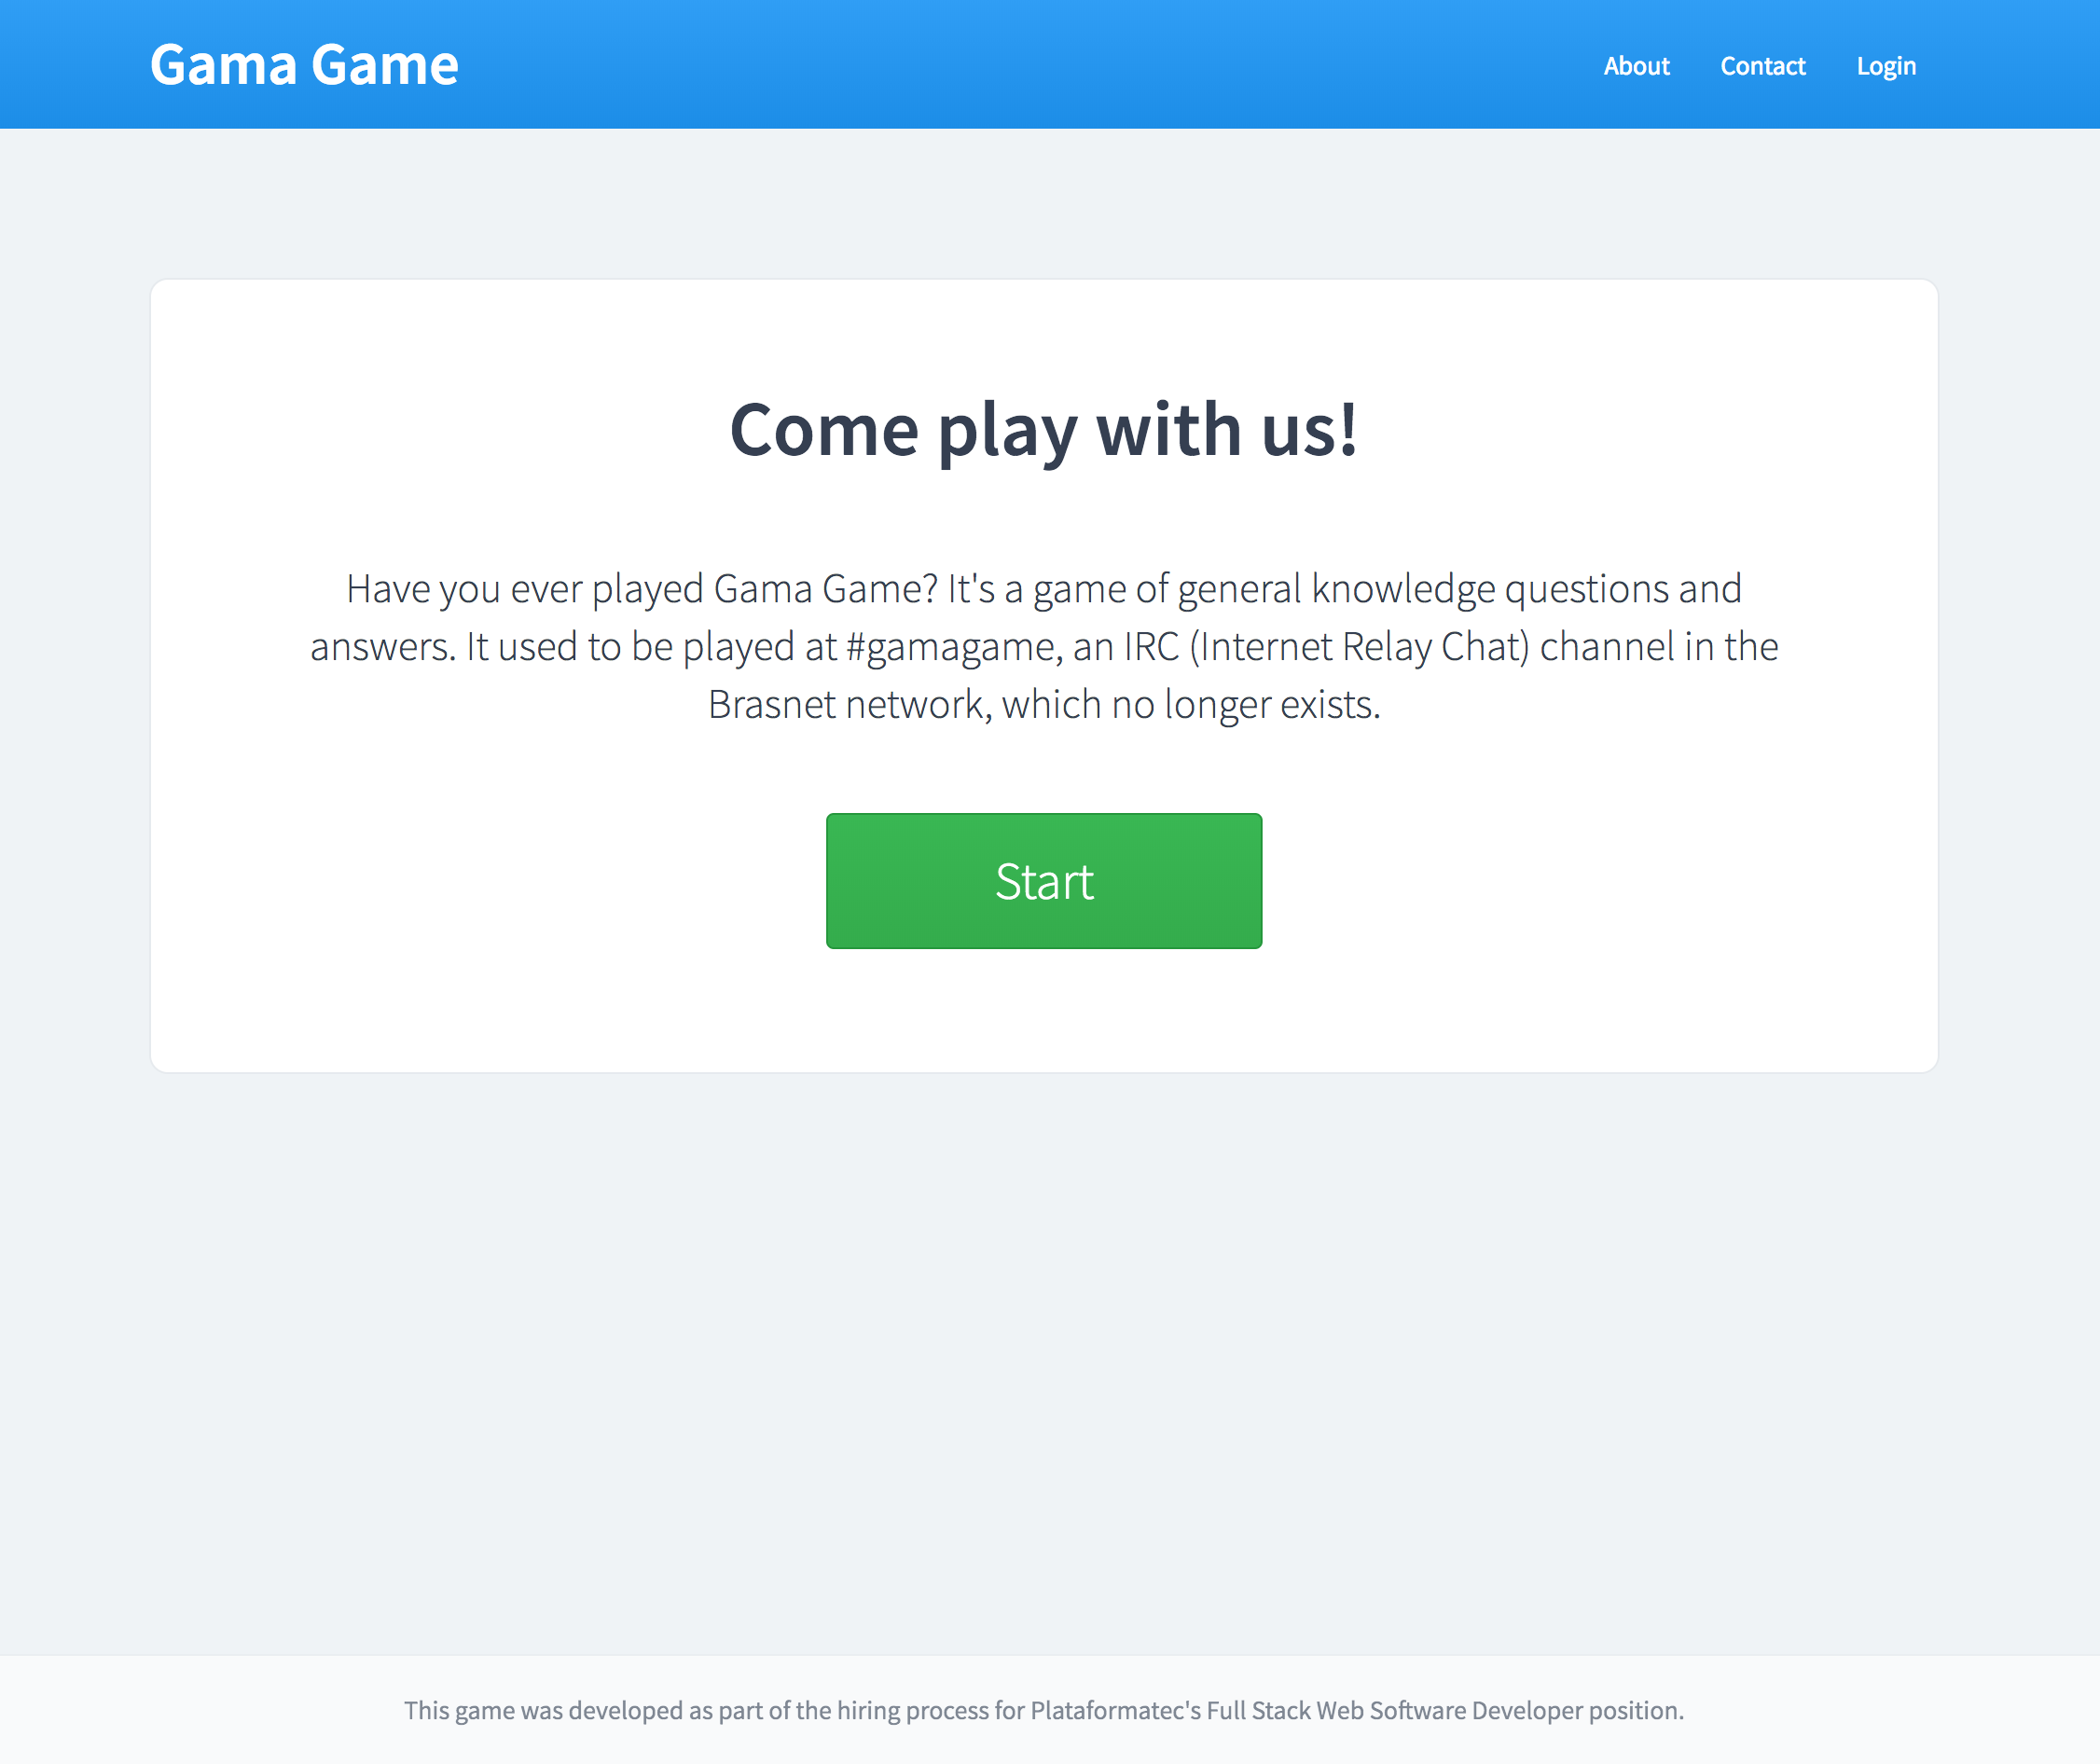 Gama Game
About
Contact
Login
Come play with us!
Have you ever played Gama Game? It's a game of general knowledge questions and
answers. It used to be played at #gamagame, an IRC (Internet Relay Chat) channel in the
Brasnet network, which no longer exists.
Start
This game was developed as part of the hiring process for Plataformatec's Full Stack Web Software Developer position.